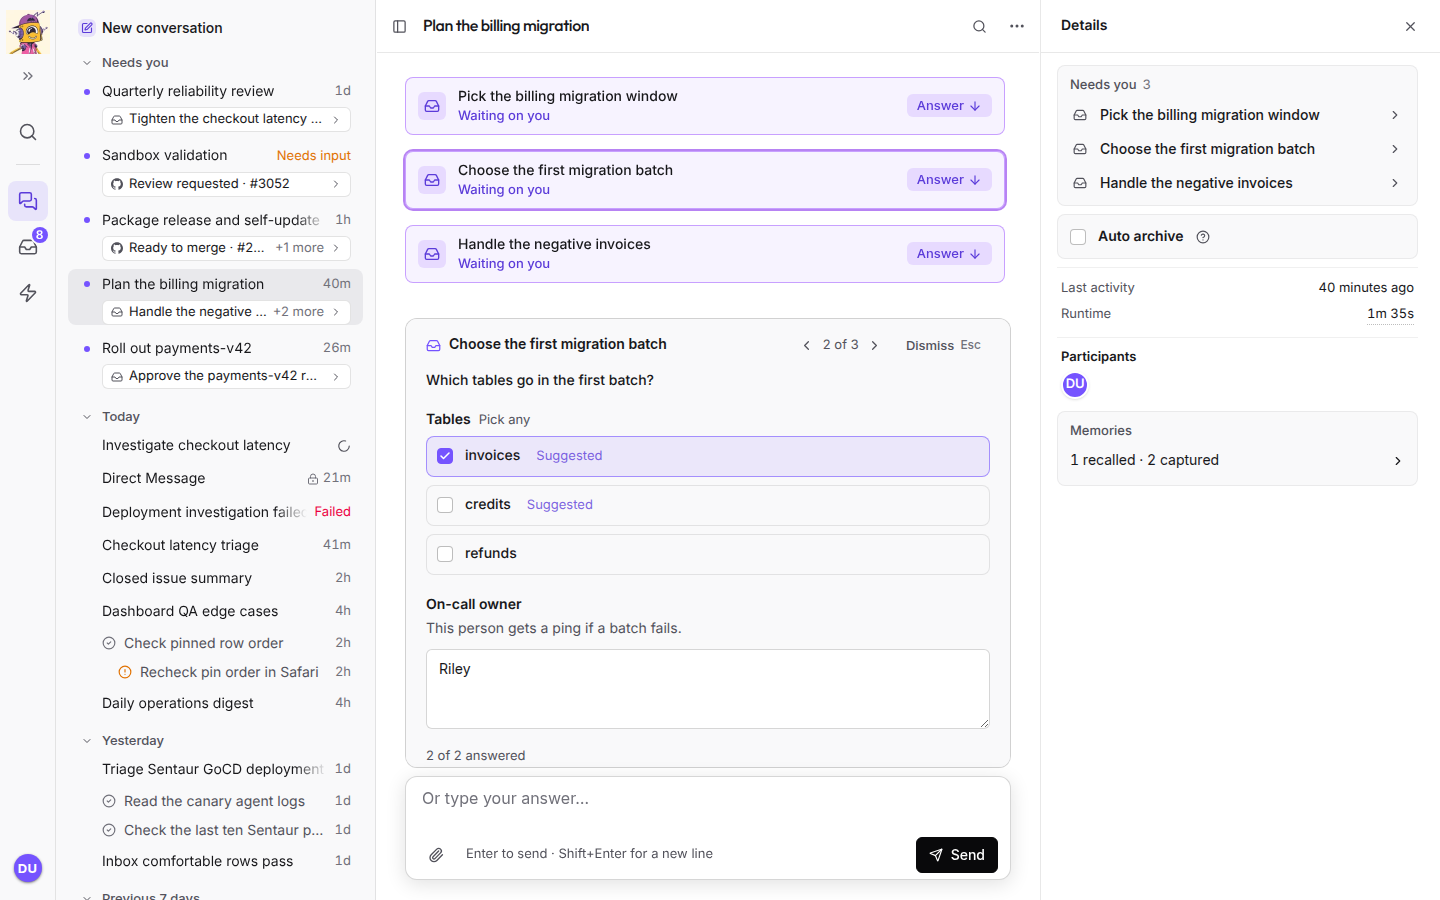 New conversation
Needs you
Quarterly reliability review 1d
Tighten the checkout latency ...
Sandbox validation Needs input
Review requested · #3052
Package release and self-update 1h
Ready to merge · #2... +1 more
Plan the billing migration 40m
Handle the negative ... +2 more
Roll out payments-v42 26m
Approve the payments-v42 r...
Today
Investigate checkout latency
Direct Message 21m
Deployment investigation failed Failed
Checkout latency triage 41m
Closed issue summary 2h
Dashboard QA edge cases 4h
Check pinned row order 2h
Recheck pin order in Safari 2h
Daily operations digest 4h
Yesterday
Triage Sentaur GoCD deployment 1d
Read the canary agent logs 1d
Check the last ten Sentaur p... 1d
Inbox comfortable rows pass 1d
Previous 7 days
8
DU
Plan the billing migration
Pick the billing migration window
Waiting on you
Answer
Choose the first migration batch
Waiting on you
Answer
Handle the negative invoices
Waiting on you
Answer
Choose the first migration batch 2 of 3 Dismiss Esc
Which tables go in the first batch?
Tables Pick any
invoices Suggested
credits Suggested
refunds
On-call owner
This person gets a ping if a batch fails.
Riley
2 of 2 answered
Or type your answer...
Enter to send · Shift+Enter for a new line
Send
Details
Needs you 3
Pick the billing migration window
Choose the first migration batch
Handle the negative invoices
Auto archive
Last activity 40 minutes ago
Runtime 1m 35s
Participants
DU
Memories
1 recalled · 2 captured